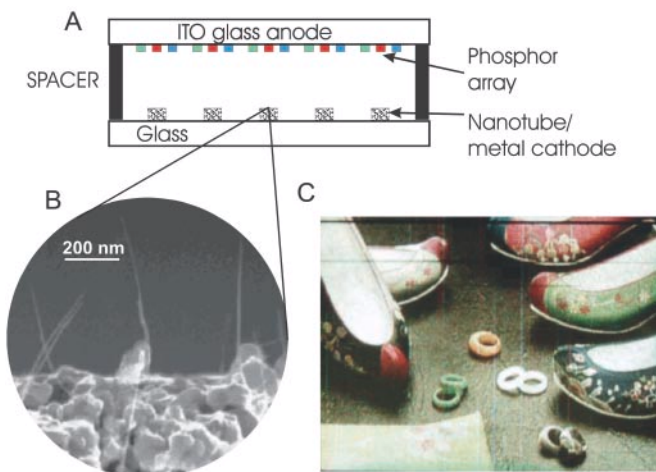 A
ITO glass anode
Phosphor
array
SPACER
Nanotube/
metal cathode
Glass
B
200 nm
C